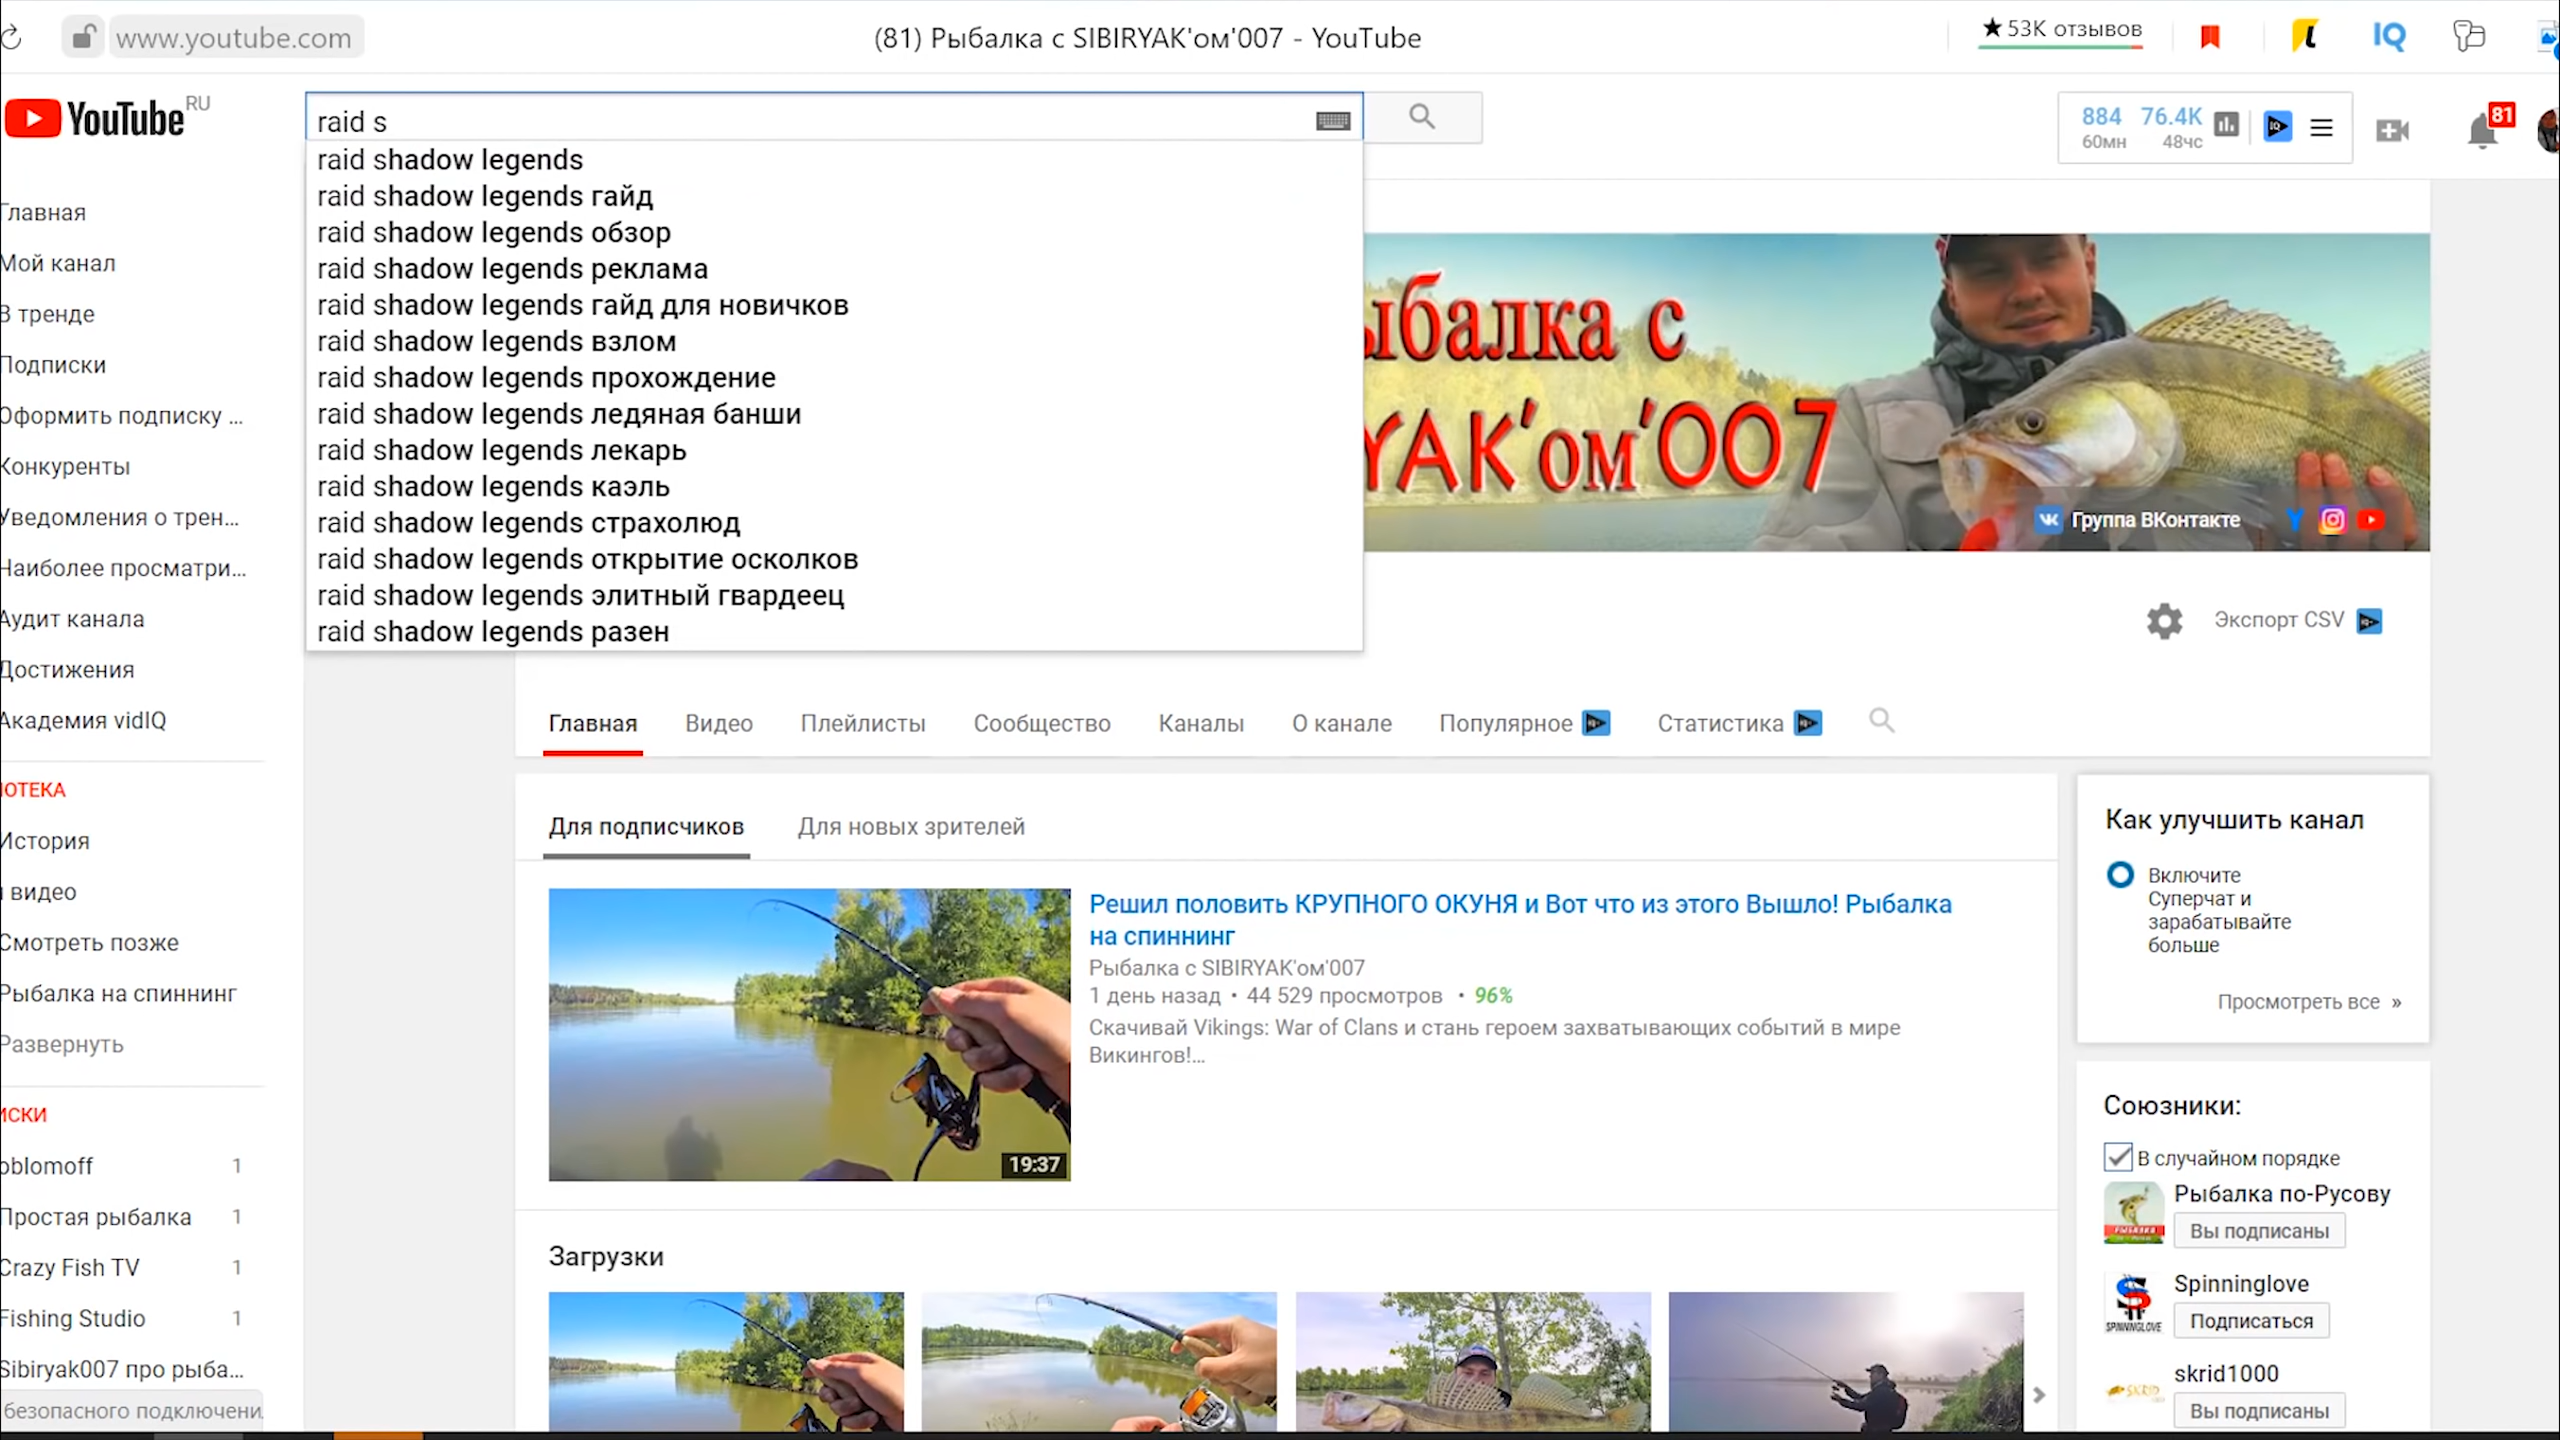 www.youtube.com
(81) Рыбалка с SIBIRYAK'ом'007 - YouTube
★ 53K отзывов
IQ
YouTube RU
raid s
884 76.4K
60мн 48чс
81
raid shadow legends
raid shadow legends гайд
raid shadow legends обзор
raid shadow legends реклама
raid shadow legends гайд для новичков
raid shadow legends взлом
raid shadow legends прохождение
raid shadow legends ледяная банши
raid shadow legends лекарь
raid shadow legends каэль
raid shadow legends страхолюд
raid shadow legends открытие осколков
raid shadow legends элитный гвардеец
raid shadow legends разен
Главная
Мой канал
В тренде
Подписки
Оформить подписку ...
Конкуренты
Уведомления о трен...
Наиболее просматри...
Аудит канала
Достижения
Академия vidIQ
ОТЕКА
История
видео
Смотреть позже
Рыбалка на спиннинг
Развернуть
ИСКИ
oblomoff 1
Простая рыбалка 1
Crazy Fish TV 1
Fishing Studio 1
Sibiryak007 про рыба...
безопасного подключени
ыбалка с
YAK'ом'007
Группа ВКонтакте
Экспорт CSV
Главная Видео Плейлисты Сообщество Каналы О канале Популярное Статистика
Для подписчиков Для новых зрителей
Решил половить КРУПНОГО ОКУНЯ и Вот что из этого Вышло! Рыбалка
на спиннинг
Рыбалка с SIBIRYAK'ом'007
1 день назад • 44 529 просмотров • 96%
Скачивай Vikings: War of Clans и стань героем захватывающих событий в мире
Викингов!...
19:37
Загрузки
Как улучшить канал
Включите
Суперчат и
зарабатывайте
больше
Просмотреть все »
Союзники:
В случайном порядке
Рыбалка по-Русову
Вы подписаны
Spinninglove
SPINNINGLOVE
Подписаться
skrid1000
SKRID
Вы подписаны